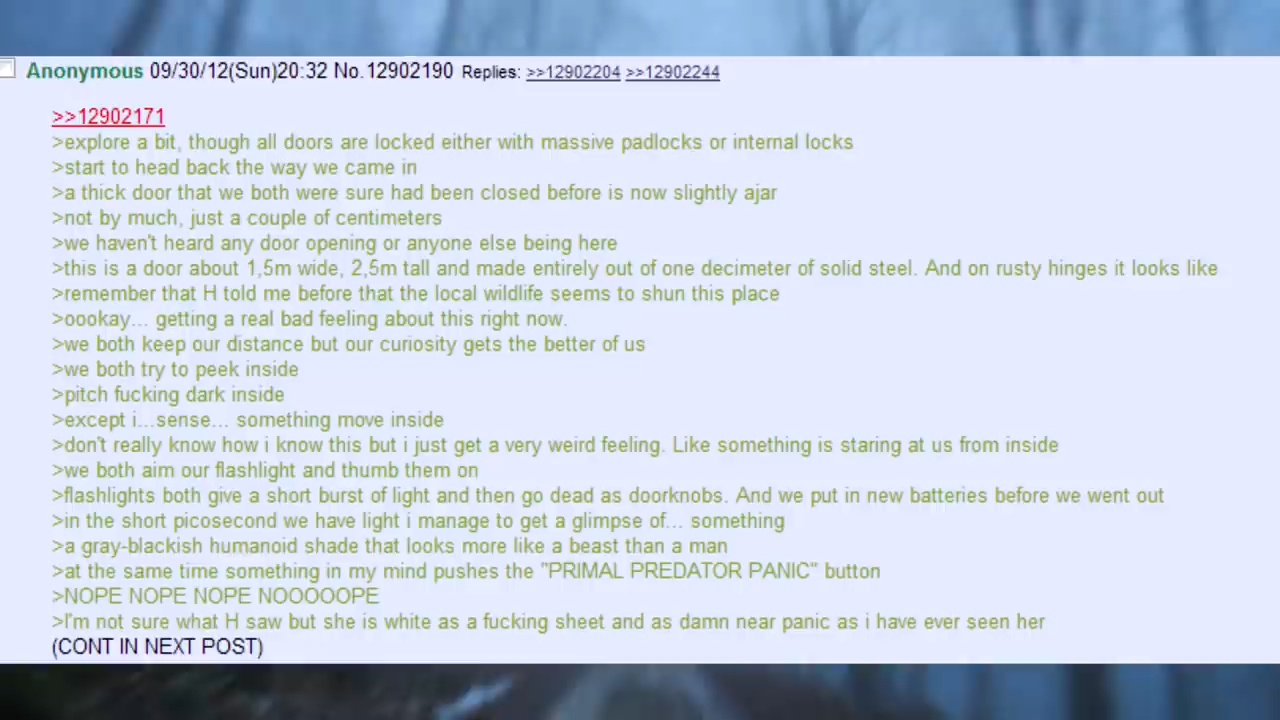 Anonymous 09/30/12(Sun)20:32 No.12902190 Replies: >>12902204 >>12902244
>>12902171
>explore a bit, though all doors are locked either with massive padlocks or internal locks
>start to head back the way we came in
>a thick door that we both were sure had been closed before is now slightly ajar
>not by much, just a couple of centimeters
>we haven't heard any door opening or anyone else being here
>this is a door about 1,5m wide, 2,5m tall and made entirely out of one decimeter of solid steel. And on rusty hinges it looks like
>remember that H told me before that the local wildlife seems to shun this place
>oookay... getting a real bad feeling about this right now.
>we both keep our distance but our curiosity gets the better of us
>we both try to peek inside
>pitch fucking dark inside
>except i...sense... something move inside
>don't really know how i know this but i just get a very weird feeling. Like something is staring at us from inside
>we both aim our flashlight and thumb them on
>flashlights both give a short burst of light and then go dead as doorknobs. And we put in new batteries before we went out
>in the short picosecond we have light i manage to get a glimpse of... something
>a gray-blackish humanoid shade that looks more like a beast than a man
>at the same time something in my mind pushes the "PRIMAL PREDATOR PANIC" button
>NOPE NOPE NOPE NOOOOOPE
>I'm not sure what H saw but she is white as a fucking sheet and as damn near panic as i have ever seen her
(CONT IN NEXT POST)